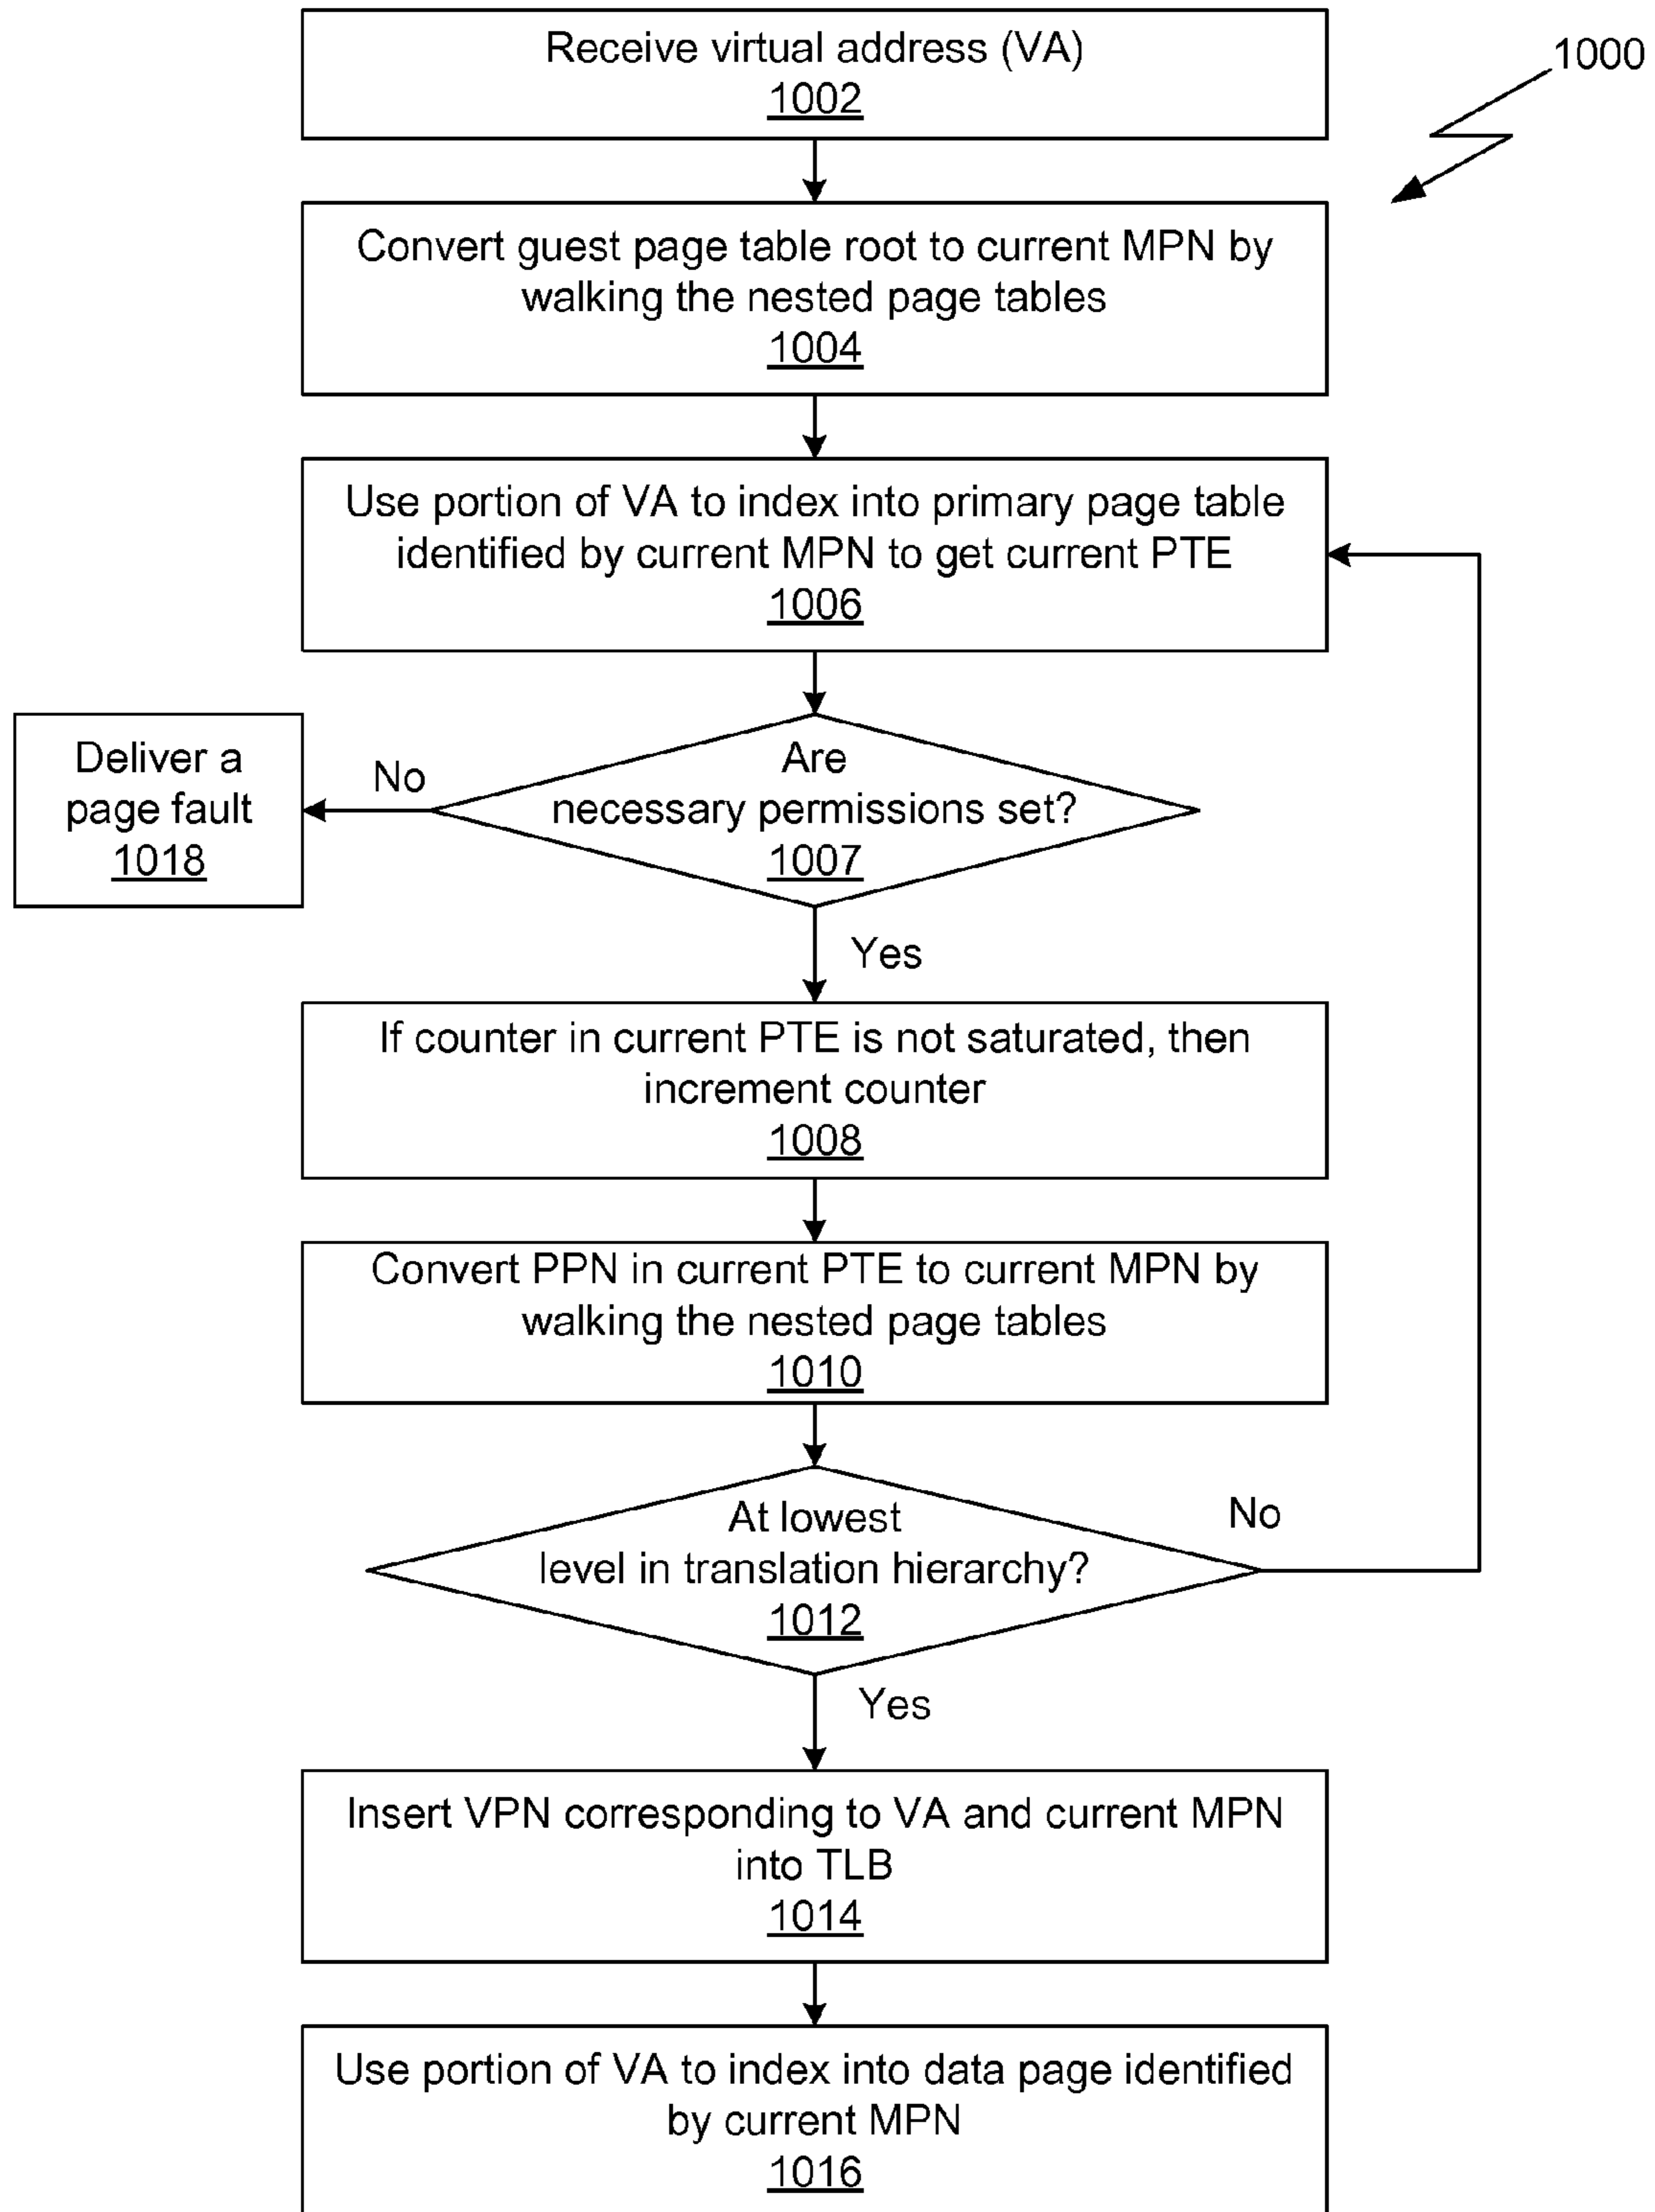 Receive virtual address (VA)
1002
1000
Convert guest page table root to current MPN by
walking the nested page tables
1004
Use portion of VA to index into primary page table
identified by current MPN to get current PTE
1006
Are
necessary permissions set?
1007
No
Deliver a
page fault
1018
Yes
If counter in current PTE is not saturated, then
increment counter
1008
Convert PPN in current PTE to current MPN by
walking the nested page tables
1010
At lowest
level in translation hierarchy?
1012
No
Yes
Insert VPN corresponding to VA and current MPN
into TLB
1014
Use portion of VA to index into data page identified
by current MPN
1016